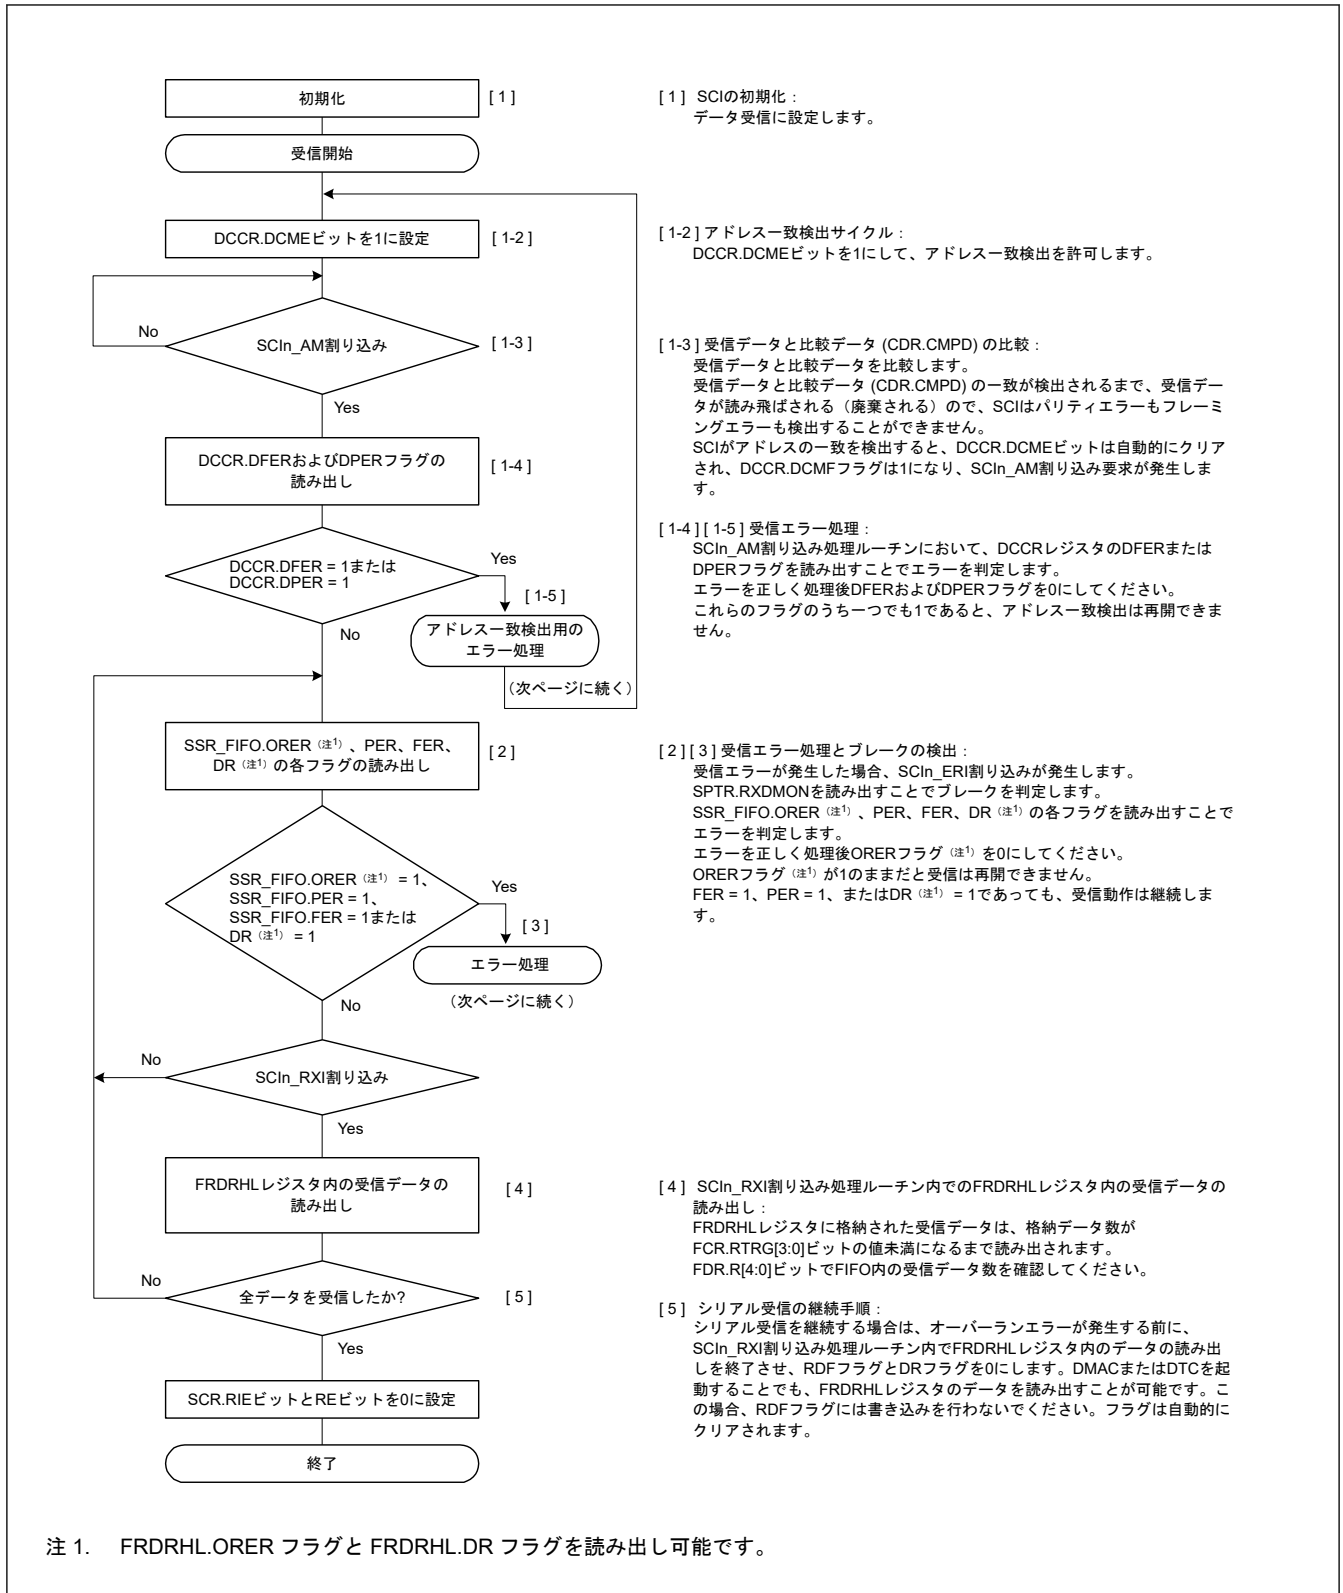 初期化
[ 1 ]
受信開始
DCCR.DCMEビットを1に設定
[ 1-2 ]
No
SCIn_AM割り込み
[ 1-3 ]
Yes
DCCR.DFERおよびDPERフラグの
読み出し
[ 1-4 ]
DCCR.DFER = 1または
DCCR.DPER = 1
Yes
[ 1-5 ]
No
アドレス一致検出用の
エラー処理
（次ページに続く）
SSR_FIFO.ORER（注1）、PER、FER、
DR（注1）の各フラグの読み出し
[ 2 ]
SSR_FIFO.ORER（注1） = 1、
SSR_FIFO.PER = 1、
SSR_FIFO.FER = 1または
DR（注1） = 1
Yes
[ 3 ]
エラー処理
（次ページに続く）
No
No
SCIn_RXI割り込み
Yes
FRDRHLレジスタ内の受信データの
読み出し
[ 4 ]
No
全データを受信したか?
[ 5 ]
Yes
SCR.RIEビットとREビットを0に設定
終了
[ 1 ] SCIの初期化：
データ受信に設定します。
[ 1-2 ] アドレス一致検出サイクル：
DCCR.DCMEビットを1にして、アドレス一致検出を許可します。
[ 1-3 ] 受信データと比較データ (CDR.CMPD) の比較：
受信データと比較データを比較します。
受信データと比較データ (CDR.CMPD) の一致が検出されるまで、受信デー
タが読み飛ばされる（廃棄される）ので、SCIはパリティエラーもフレーミ
ングエラーも検出することができません。
SCIがアドレスの一致を検出すると、DCCR.DCMEビットは自動的にクリア
され、DCCR.DCMFフラグは1になり、SCIn_AM割り込み要求が発生しま
す。
[ 1-4 ] [ 1-5 ] 受信エラー処理：
SCIn_AM割り込み処理ルーチンにおいて、DCCRレジスタのDFERまたは
DPERフラグを読み出すことでエラーを判定します。
エラーを正しく処理後DFERおよびDPERフラグを0にしてください。
これらのフラグのうち一つでも1であると、アドレス一致検出は再開できま
せん。
[ 2 ] [ 3 ] 受信エラー処理とブレークの検出：
受信エラーが発生した場合、SCIn_ERI割り込みが発生します。
SPTR.RXDMONを読み出すことでブレークを判定します。
SSR_FIFO.ORER（注1）、PER、FER、DR（注1）の各フラグを読み出すことで
エラーを判定します。
エラーを正しく処理後ORERフラグ（注1）を0にしてください。
ORERフラグ（注1）が1のままだと受信は再開できません。
FER = 1、PER = 1、またはDR（注1） = 1であっても、受信動作は継続しま
す。
[ 4 ] SCIn_RXI割り込み処理ルーチン内でのFRDRHLレジスタ内の受信データの
読み出し：
FRDRHLレジスタに格納された受信データは、格納データ数が
FCR.RTRG[3:0]ビットの値未満になるまで読み出されます。
FDR.R[4:0]ビットでFIFO内の受信データ数を確認してください。
[ 5 ] シリアル受信の継続手順：
シリアル受信を継続する場合は、オーバーランエラーが発生する前に、
SCIn_RXI割り込み処理ルーチン内でFRDRHLレジスタ内のデータの読み出
しを終了させ、RDFフラグとDRフラグを0にします。DMACまたはDTCを起
動することでも、FRDRHLレジスタのデータを読み出すことが可能です。こ
の場合、RDFフラグには書き込みを行わないでください。フラグは自動的に
クリアされます。
注 1. FRDRHL.ORER フラグと FRDRHL.DR フラグを読み出し可能です。